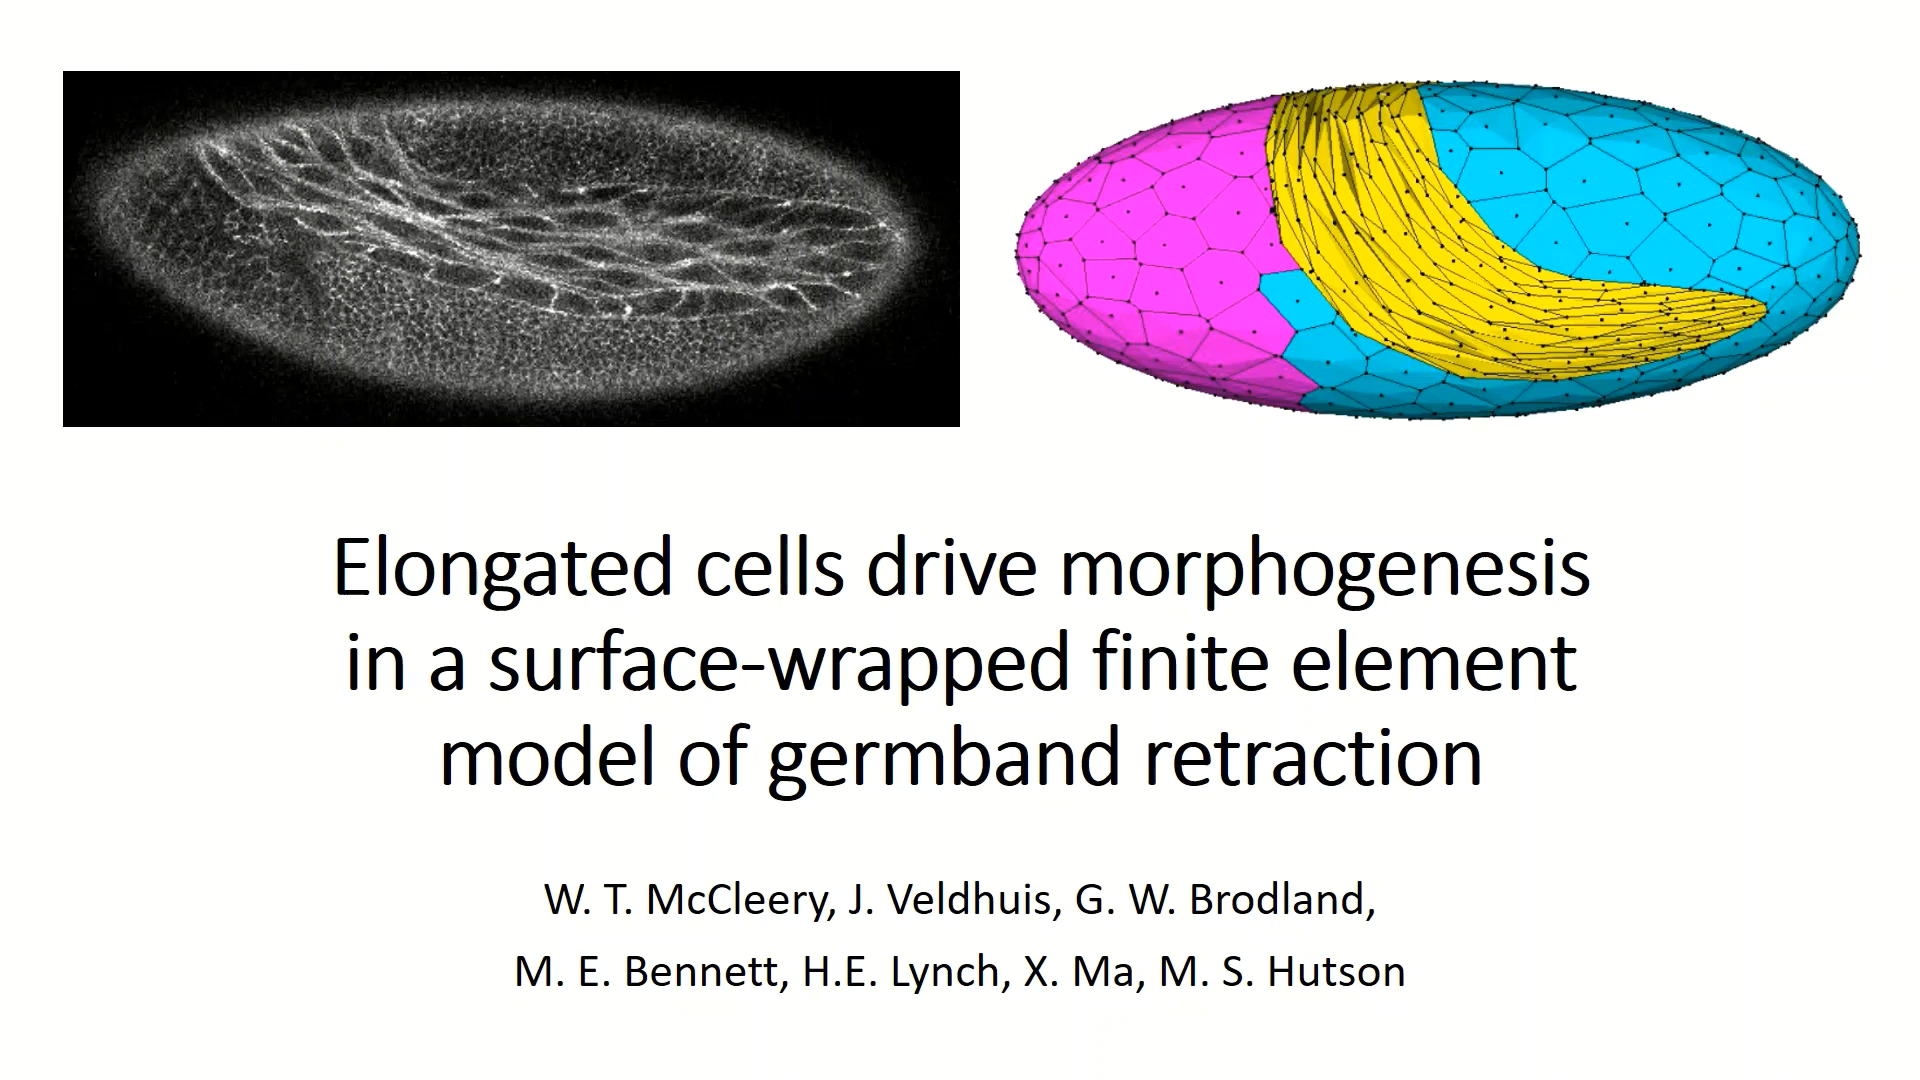 Elongated cells drive morphogenesis
in a surface-wrapped finite element
model of germband retraction
W. T. McCleery, J. Veldhuis, G. W. Brodland,
M. E. Bennett, H.E. Lynch, X. Ma, M. S. Hutson